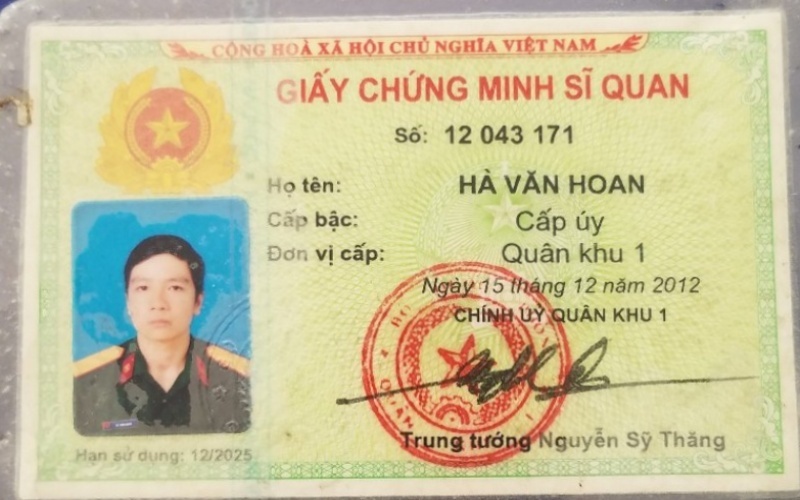 CỘNG HOÀ XÃ HỘI CHỦ NGHĨA VIỆT NAM
GIẤY CHỨNG MINH SĨ QUAN
Số: 12 043 171
Họ tên: HÀ VĂN HOAN
Cấp bậc: Cấp úy
Đơn vị cấp: Quân khu 1
Ngày 15 tháng 12 năm 2012
CHÍNH ỦY QUÂN KHU 1
Trung tướng Nguyễn Sỹ Thăng
Hạn sử dụng: 12/2025